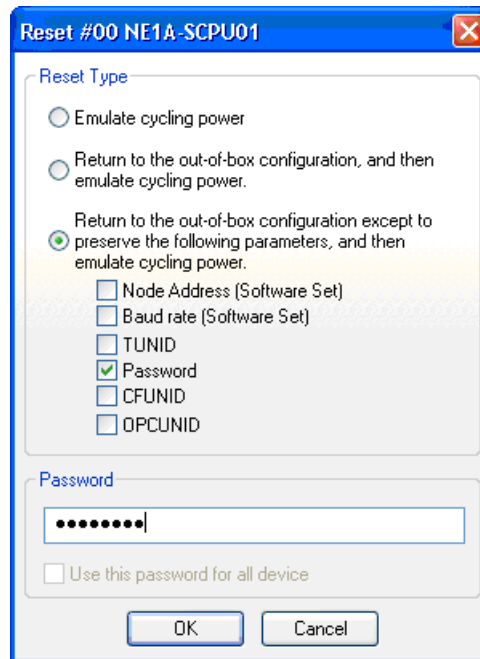 Reset #00 NE1A-SCPU01
Reset Type
Emulate cycling power
Return to the out-of-box configuration, and then
emulate cycling power.
Return to the out-of-box configuration except to
preserve the following parameters, and then
emulate cycling power.
Node Address (Software Set)
Baud rate (Software Set)
TUNID
Password
CFUNID
OPCUNID
Password
●●●●●●●●
Use this password for all device
OK
Cancel